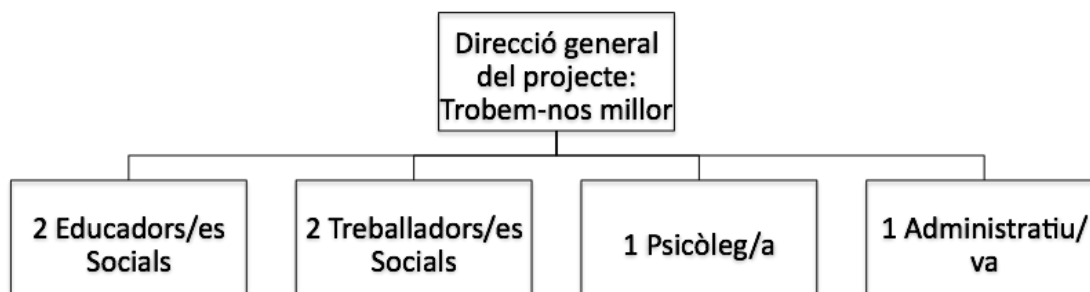 Direcció general
del projecte:
Trobem-nos millor
2 Educadors/es
Socials
2 Treballadors/es
Socials
1 Psicòleg/a
1 Administratiu/
va